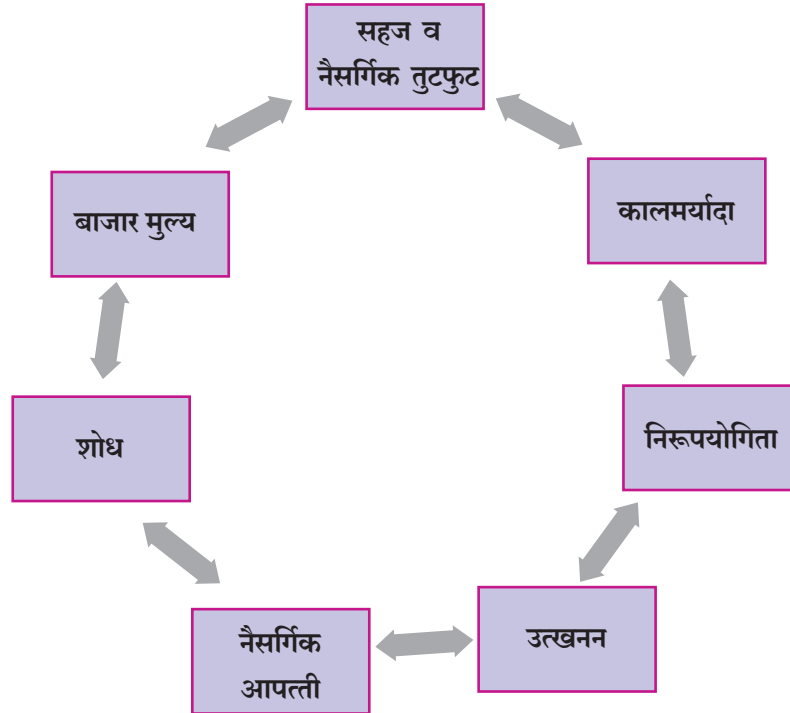 सहज व
नैसर्गिक तुटफुट
बाजार मुल्य
कालमर्यादा
शोध
निरूपयोगिता
नैसर्गिक
आपत्ती
उत्खनन